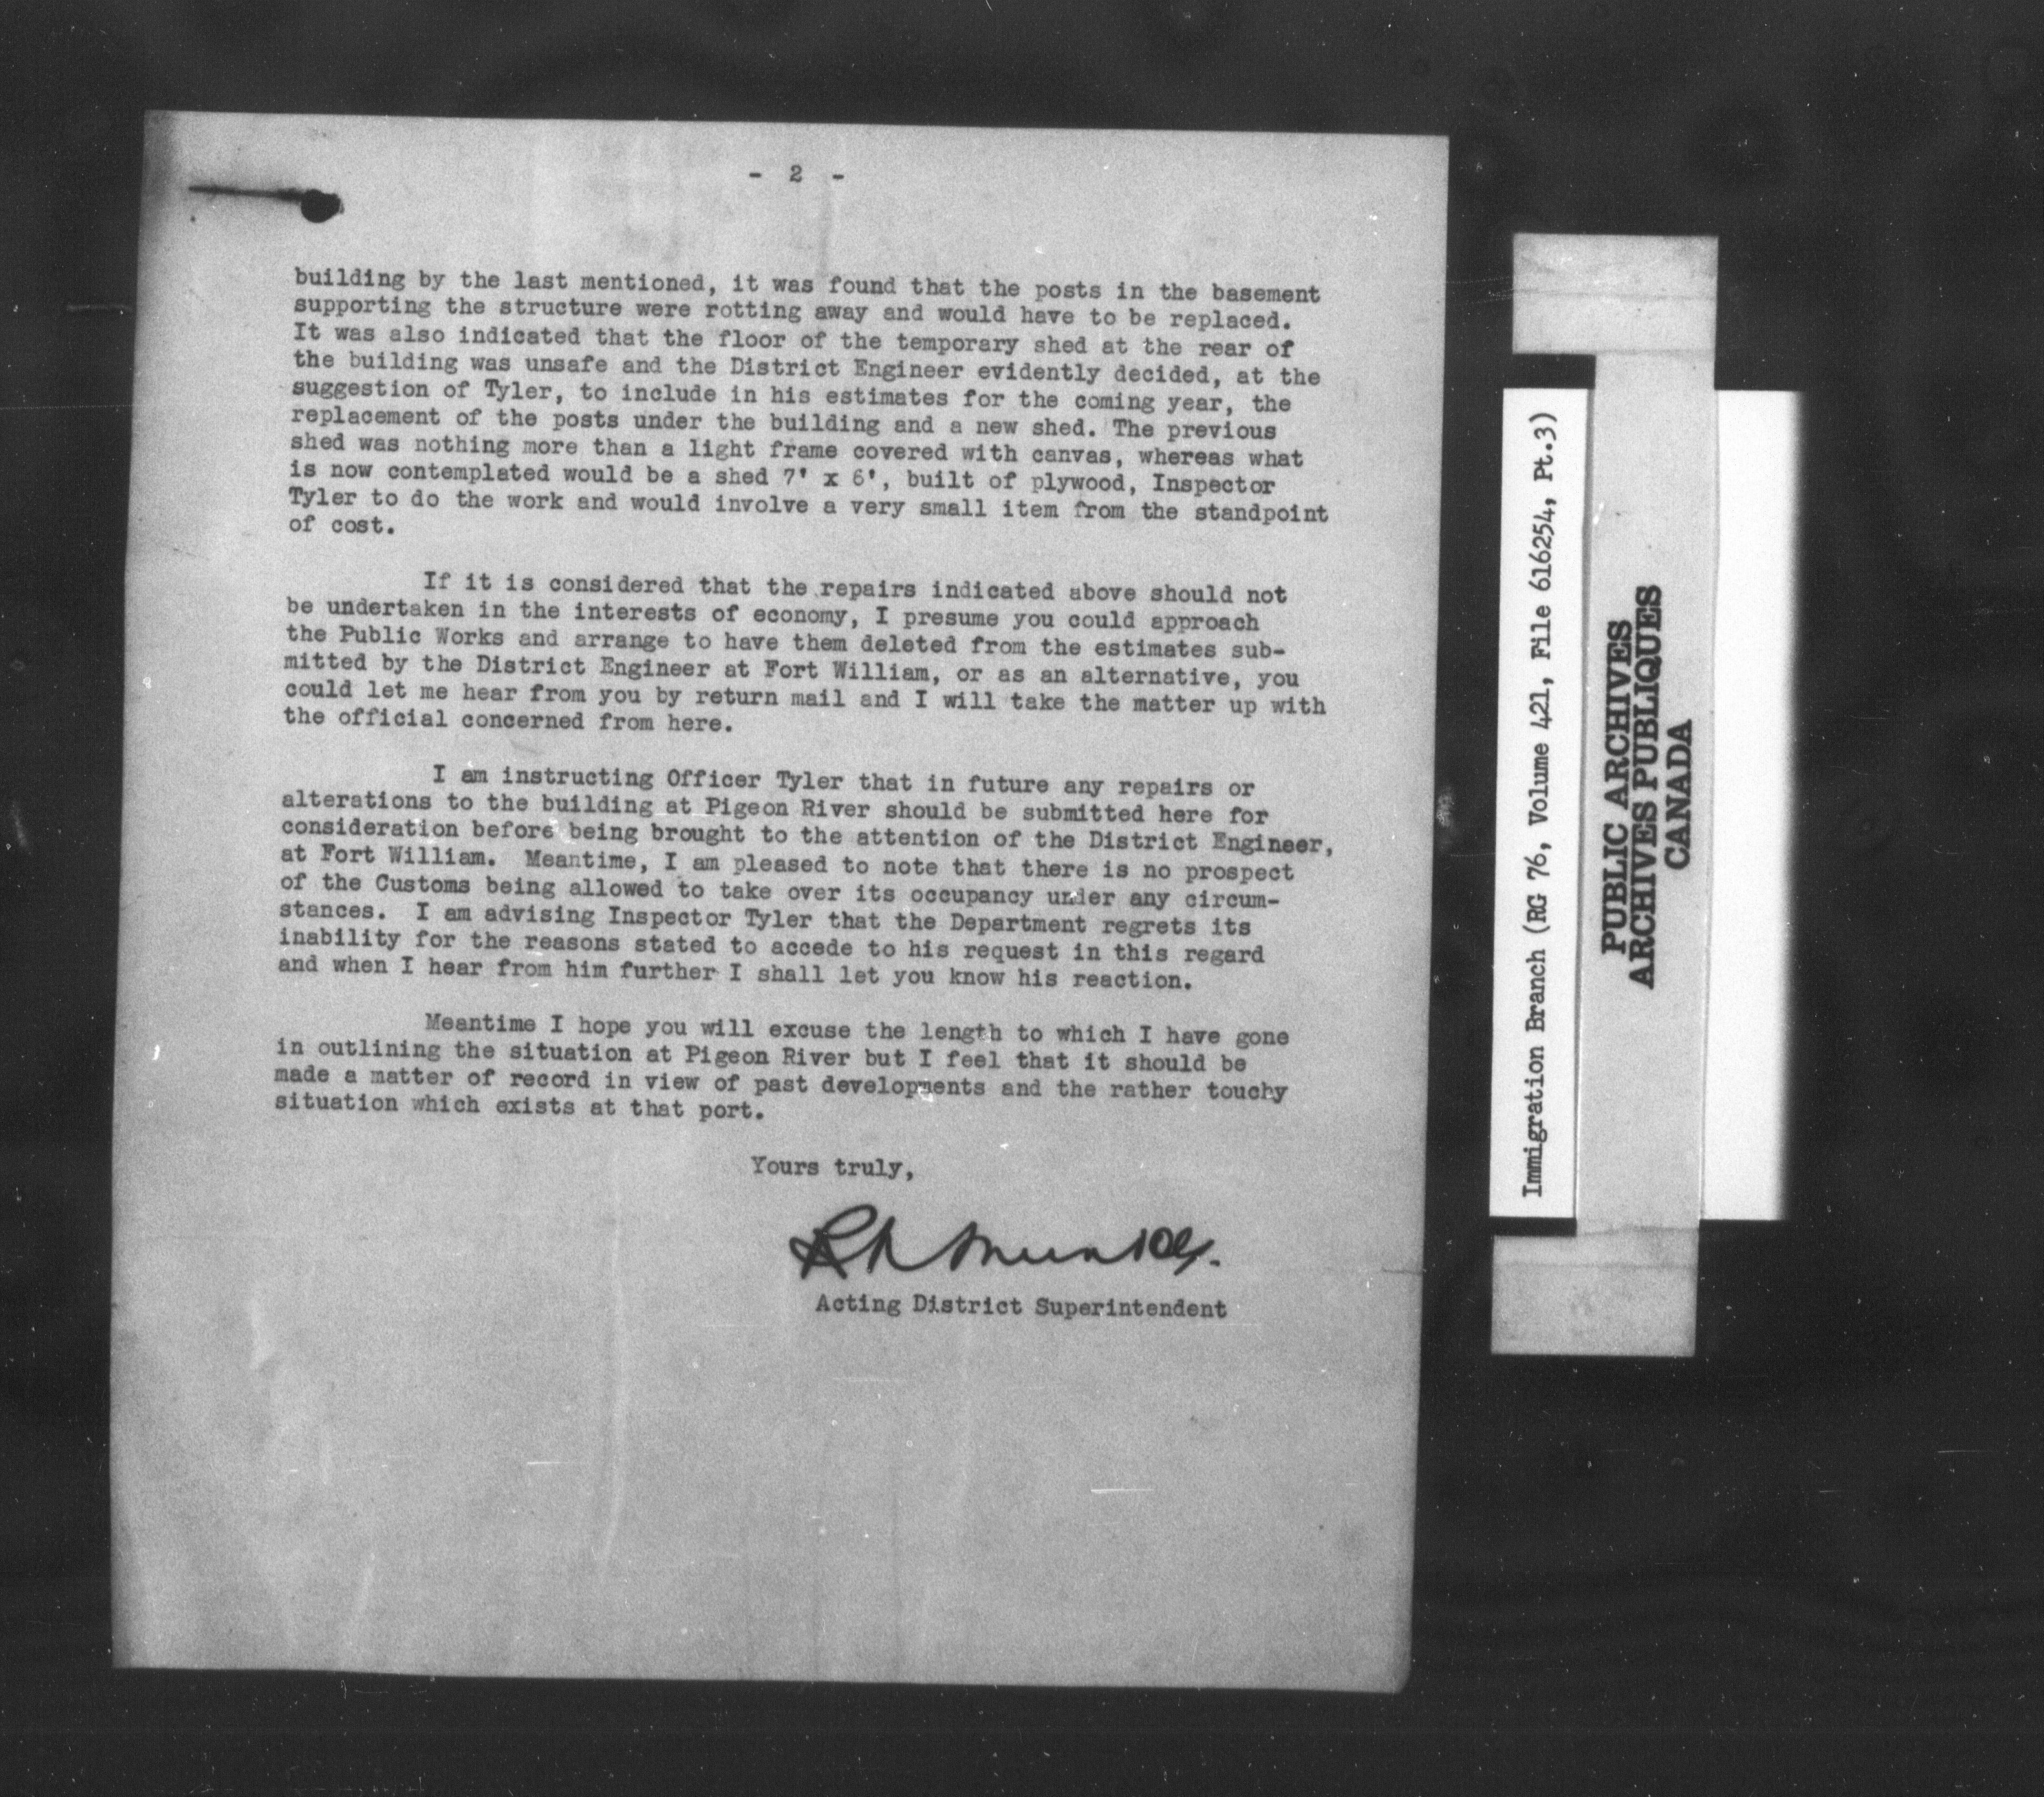 - 2 -
building by the last mentioned, it was found that the posts in the basement
supporting the structure were rotting away and would have to be replaced.
It was also indicated that the floor of the temporary shed at the rear of
the building was unsafe and the District Engineer evidently decided, at the
suggestion of Tyler, to include in his estimates for the coming year, the
replacement of the posts under the building and a new shed. The previous
shed was nothing more than a light frame covered with canvas, whereas what
is now contemplated would be a shed 7' x 6', built of plywood, Inspector
Tyler to do the work and would involve a very small item from the standpoint
of cost.
If it is considered that the repairs indicated above should not
be undertaken in the interests of economy, I presume you could approach
the Public Works and arrange to have them deleted from the estimates sub-
mitted by the District Engineer at Fort William, or as an alternative, you
could let me hear from you by return mail and I will take the matter up with
the official concerned from here.
I am instructing Officer Tyler that in future any repairs or
alterations to the building at Pigeon River should be submitted here for
consideration before being brought to the attention of the District Engineer,
at Fort William. Meantime, I am pleased to note that there is no prospect
of the Customs being allowed to take over its occupancy under any circum-
stances. I am advising Inspector Tyler that the Department regrets its
inability for the reasons stated to accede to his request in this regard
and when I hear from him further I shall let you know his reaction.
Meantime I hope you will excuse the length to which I have gone
in outlining the situation at Pigeon River but I feel that it should be
made a matter of record in view of past developments and the rather touchy
situation which exists at that port.
Yours truly,
Acting District Superintendent
Immigration Branch (RG 76, Volume 421, File 616254, Pt.3)
PUBLIC ARCHIVES
ARCHIVES PUBLIQUES
CANADA